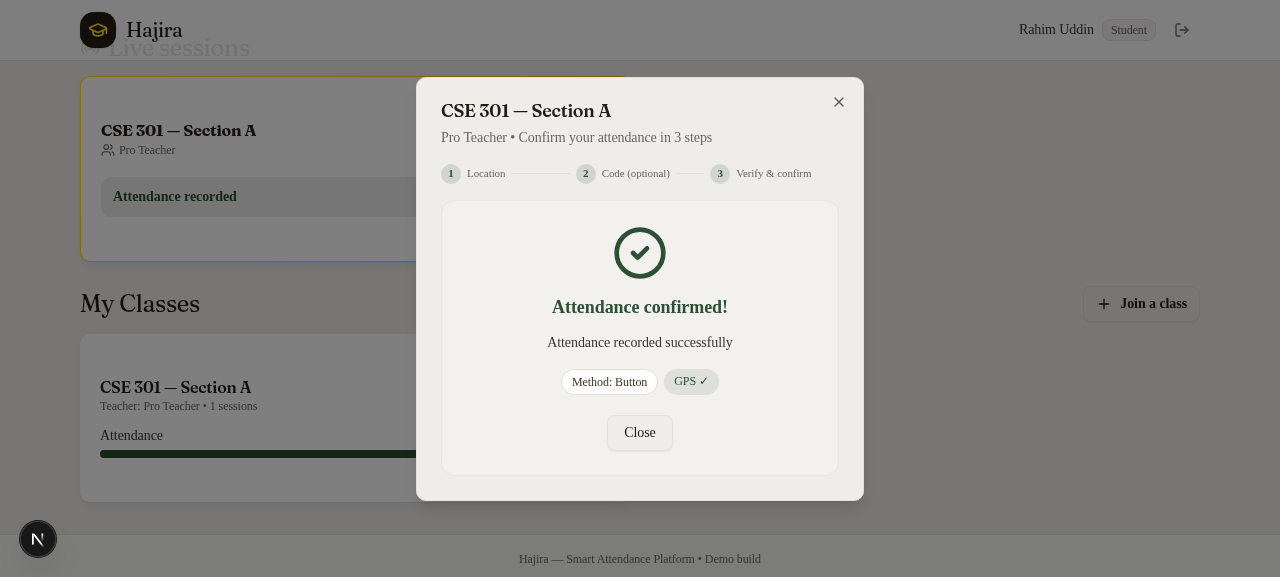 Hajira
Rahim Uddin
Student
Live sessions
CSE 301 — Section A
Pro Teacher
Attendance recorded
My Classes
Join a class
CSE 301 — Section A
Teacher: Pro Teacher • 1 sessions
Attendance
CSE 301 — Section A
Pro Teacher • Confirm your attendance in 3 steps
1 Location
2 Code (optional)
3 Verify & confirm
Attendance confirmed!
Attendance recorded successfully
Method: Button
GPS ✓
Close
N
Hajira — Smart Attendance Platform • Demo build